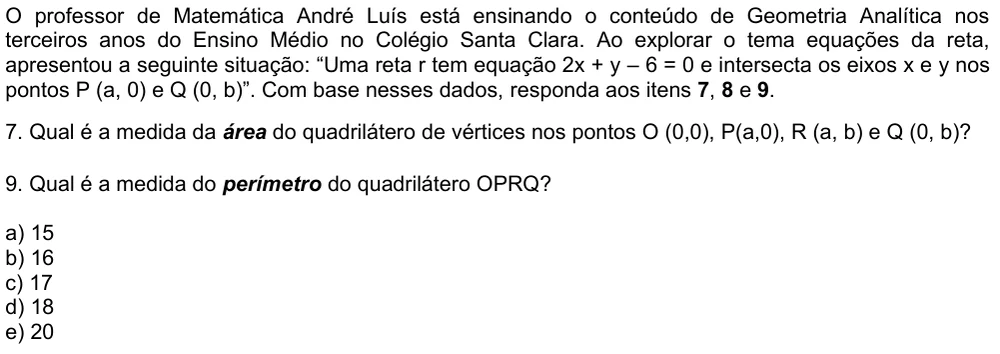 O professor de Matemática André Luís está ensinando o conteúdo de Geometria Analítica nos
terceiros anos do Ensino Médio no Colégio Santa Clara. Ao explorar o tema equações da reta,
apresentou a seguinte situação: “Uma reta r tem equação 2x + y – 6 = 0 e intersecta os eixos x e y nos
pontos P (a, 0) e Q (0, b)”. Com base nesses dados, responda aos itens 7, 8 e 9.
7. Qual é a medida da área do quadrilátero de vértices nos pontos O (0,0), P(a,0), R (a, b) e Q (0, b)?
9. Qual é a medida do perímetro do quadrilátero OPRQ?
a) 15
b) 16
c) 17
d) 18
e) 20